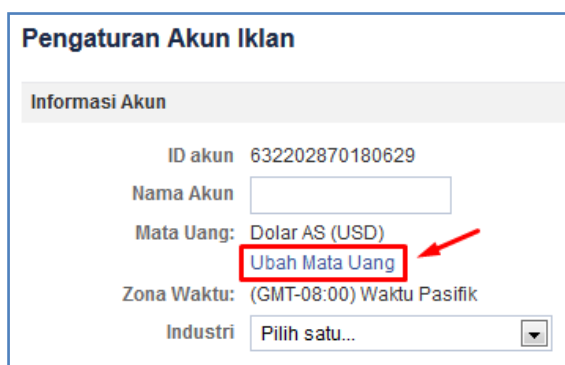 Pengaturan Akun Iklan
Informasi Akun
ID akun 632202870180629
Nama Akun
Mata Uang: Dolar AS (USD)
Ubah Mata Uang
Zona Waktu: (GMT-08:00) Waktu Pasifik
Industri Pilih satu...